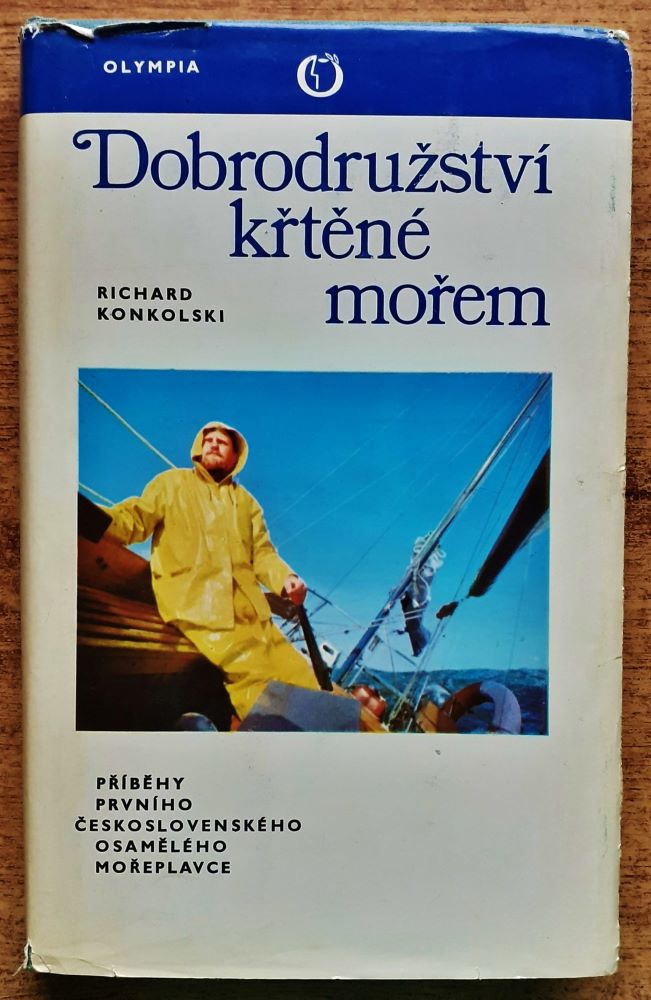 OLYMPIA
Dobrodružství
křtěné
mořem
RICHARD
KONKOLSKI
PŘÍBĚHY
PRVNÍHO
ČESKOSLOVENSKÉHO
OSAMĚLÉHO
MOŘEPLAVCE